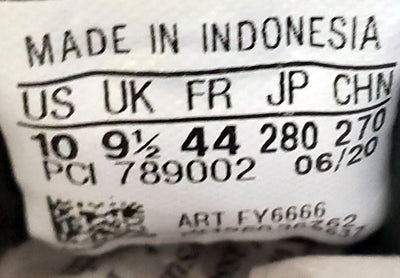 MADE IN INDONESIA
US UK FR JP CHN
10 9½ 44 280 270
PCI 789002 06/20
ART FY6666